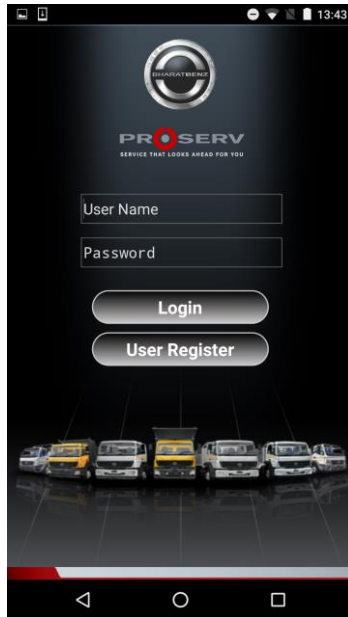 13:43
BHARATBENZ
PROSERV
SERVICE THAT LOOKS AHEAD FOR YOU
User Name
Password
Login
User Register